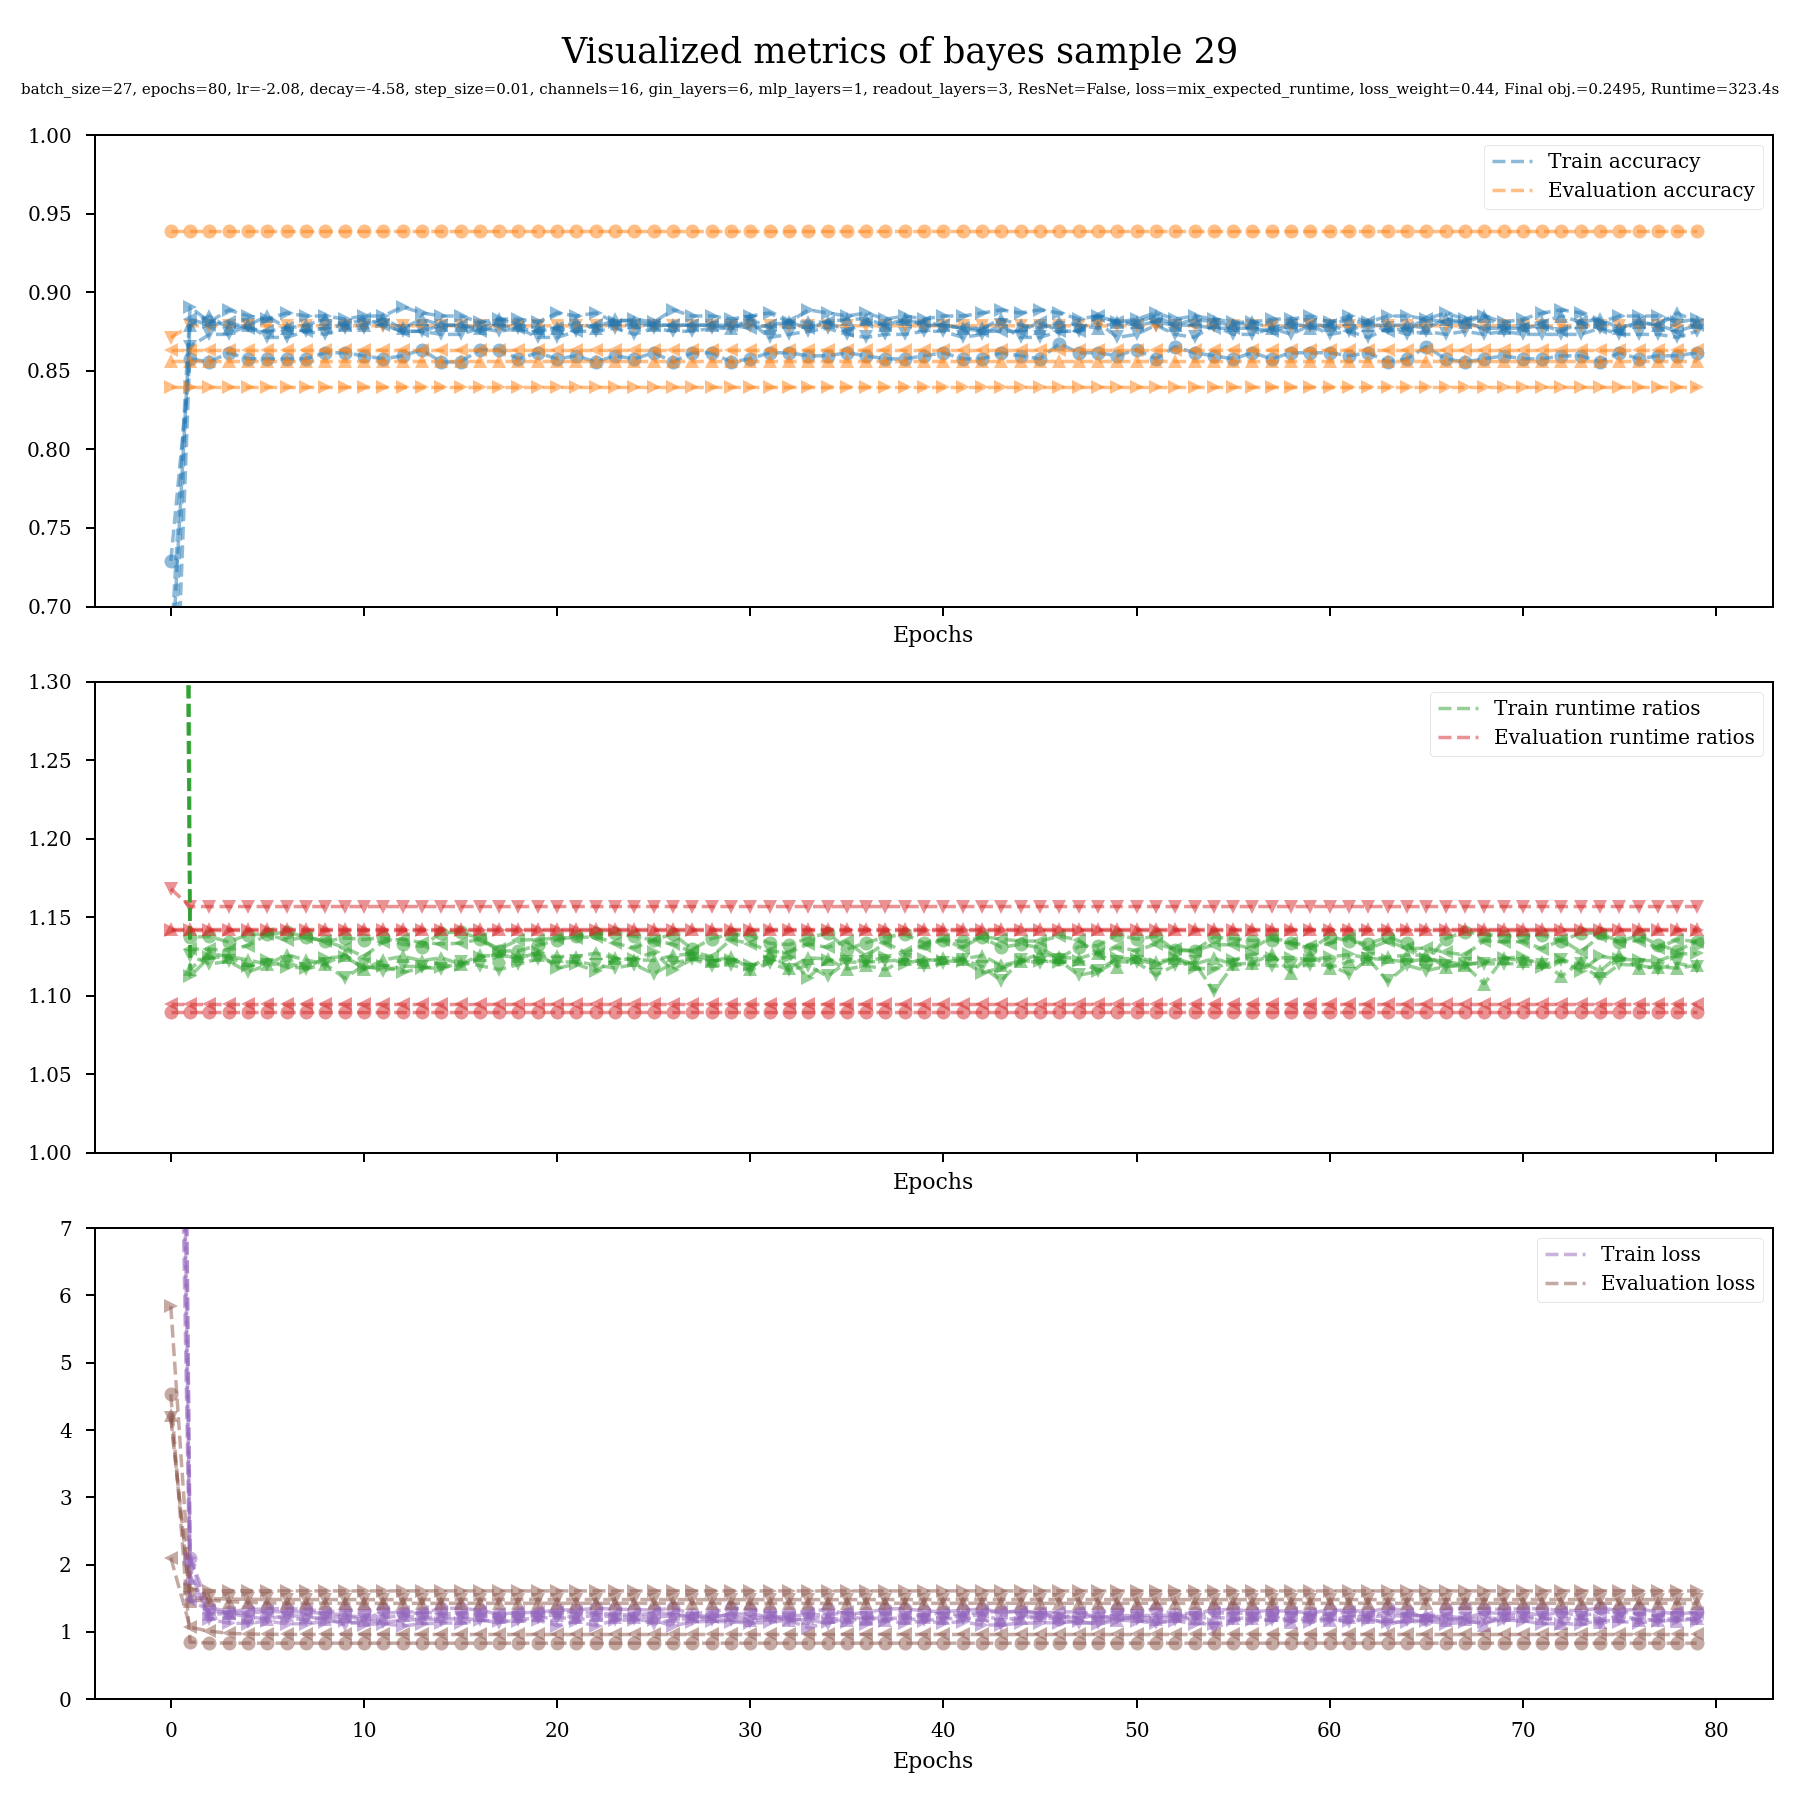 Visualized metrics of bayes sample 29
batch_size=27, epochs=80, lr=-2.08, decay=-4.58, step_size=0.01, channels=16, gin_layers=6, mlp_layers=1, readout_layers=3, ResNet=False, loss=mix_expected_runtime, loss_weight=0.44, Final obj.=0.2495, Runtime=323.4s
1.00
Train accuracy
Evaluation accuracy
0.95
0.90
0.85
0.80
0.75
0.70
Epochs
1.30
Train runtime ratios
Evaluation runtime ratios
1.25
1.20
1.15
1.10
1.05
1.00
Epochs
7
Train loss
Evaluation loss
6
5
4
3
2
1
0
0 10 20 30 40 50 60 70 80
Epochs